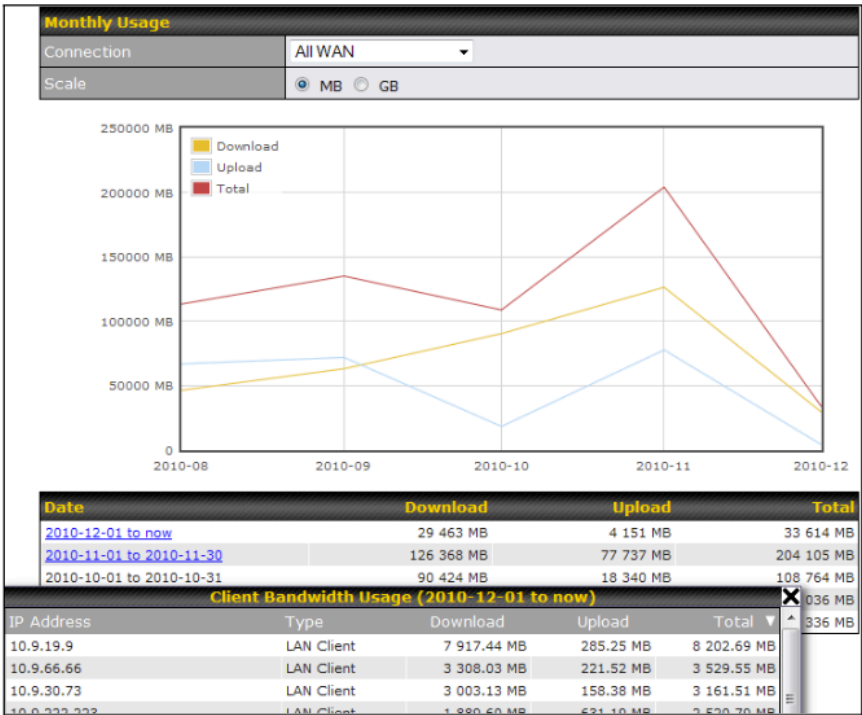 Monthly Usage
Connection All WAN
Scale MB GB
250000 MB
Download
Upload
200000 MB Total
150000 MB
100000 MB
50000 MB
0
2010-08 2010-09 2010-10 2010-11 2010-12
Date Download Upload Total
2010-12-01 to now 29 463 MB 4 151 MB 33 614 MB
2010-11-01 to 2010-11-30 126 368 MB 77 737 MB 204 105 MB
2010-10-01 to 2010-10-31 90 424 MB 18 340 MB 108 764 MB
Client Bandwidth Usage (2010-12-01 to now) 036 MB
IP Address Type Download Upload Total 336 MB
10.9.19.9 LAN Client 7 917.44 MB 285.25 MB 8 202.69 MB
10.9.66.66 LAN Client 3 308.03 MB 221.52 MB 3 529.55 MB
10.9.30.73 LAN Client 3 003.13 MB 158.38 MB 3 161.51 MB
LAN Client